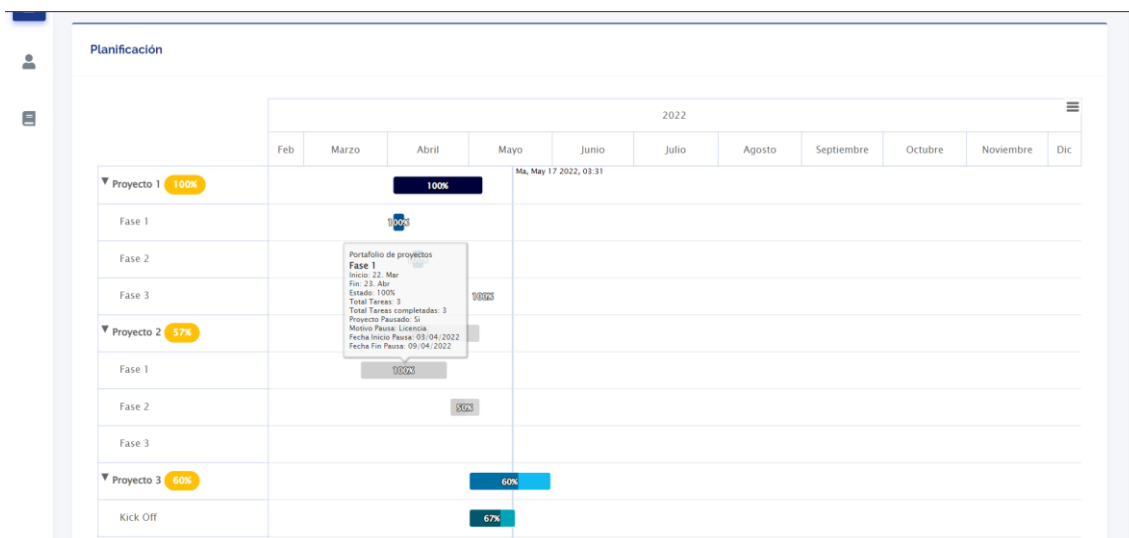 Planificación
2022
Feb Marzo Abril Mayo Junio Julio Agosto Septiembre Octubre Noviembre Dic
Ma, May 17 2022, 03:31
Proyecto 1 100% 100%
Fase 1 100%
Fase 2
Fase 3 100%
Proyecto 2 57%
Portafolio de proyectos
Fase 1
Inicio: 22. Mar
Fin: 23. Abr
Estado: 100%
Total Tareas: 3
Total Tareas completadas: 3
Proyecto Pausado: Si
Motivo Pausa: Licencia.
Fecha Inicio Pausa: 03/04/2022
Fecha Fin Pausa: 09/04/2022
Fase 1 100%
Fase 2 50%
Fase 3
Proyecto 3 60% 60%
Kick Off 67%